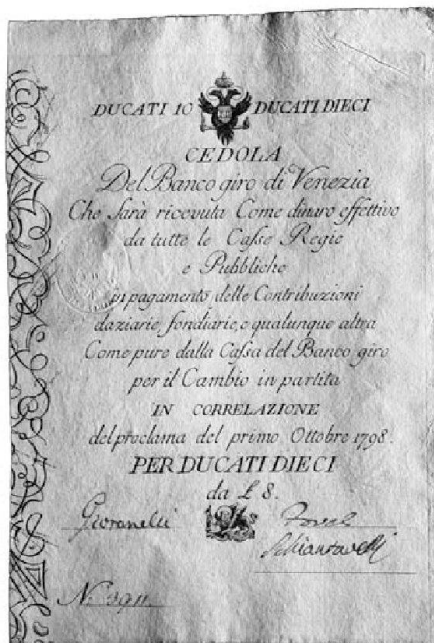 DUCATI 10 DUCATI DIECI
CEDOLA
Del Banco giro di Venezia
Che Sarà ricevuta Come dinaro effettivo
da tutte le Casse Regie
e Pubbliche
in pagamento delle Contribuzioni
daziarie, fondiarie, e qualunque altra
Come pure dalla Cassa del Banco giro
per il Cambio in partita
IN CORRELAZIONE
del proclama del primo Ottobre 1798.
PER DUCATI DIECI
da £ 8.
Giovanelli
N.